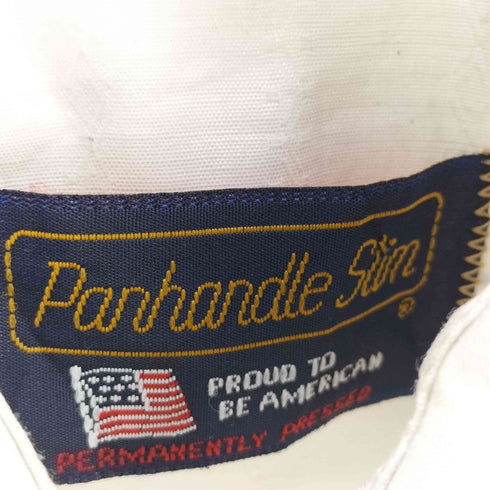 Panhandle Slim
®
PROUD TO
BE AMERICAN
PERMANENTLY PRESSED